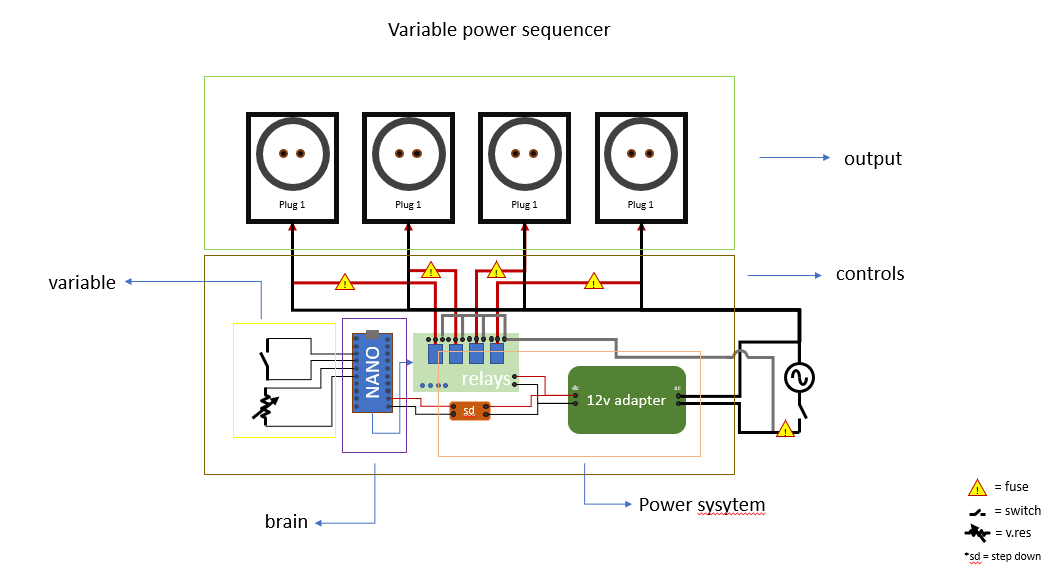 Variable power sequencer
Plug 1
Plug 1
Plug 1
Plug 1
output
controls
variable
NANO
relays
sd
dc
12v adapter
ac
brain
Power sysytem
! = fuse
= switch
= v.res
*sd = step down